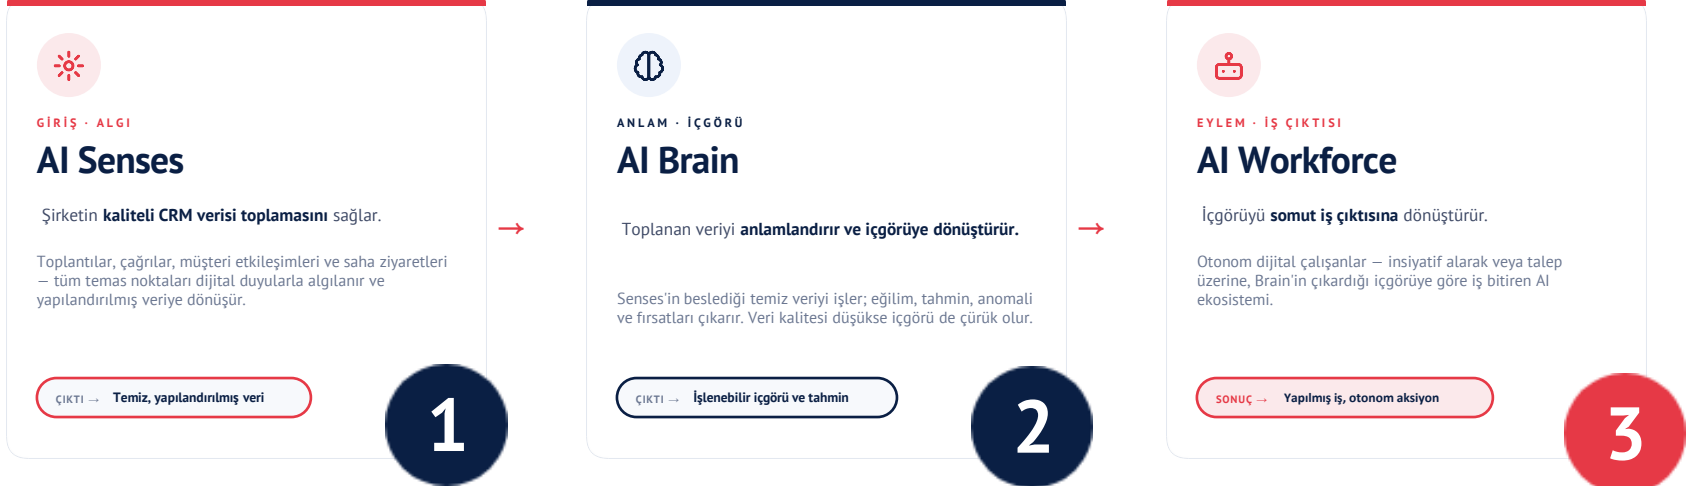 GİRİŞ · ALGI
AI Senses
Şirketin kaliteli CRM verisi toplamasını sağlar.
Toplantılar, çağrılar, müşteri etkileşimleri ve saha ziyaretleri
— tüm temas noktaları dijital duyularla algılanır ve
yapılandırılmış veriye dönüşür.
ÇIKTI → Temiz, yapılandırılmış veri
1
→
ANLAM · İÇGÖRÜ
AI Brain
Toplanan veriyi anlamlandırır ve içgörüye dönüştürür.
Senses'in beslediği temiz veriyi işler; eğilim, tahmin, anomali
ve fırsatları çıkarır. Veri kalitesi düşükse içgörü de çürük olur.
ÇIKTI → İşlenebilir içgörü ve tahmin
2
→
EYLEM · İŞ ÇIKTISI
AI Workforce
İçgörüyü somut iş çıktısına dönüştürür.
Otonom dijital çalışanlar — insiyatif alarak veya talep
üzerine, Brain'in çıkardığı içgörüye göre iş bitiren AI
ekosistemi.
SONUÇ → Yapılmış iş, otonom aksiyon
3